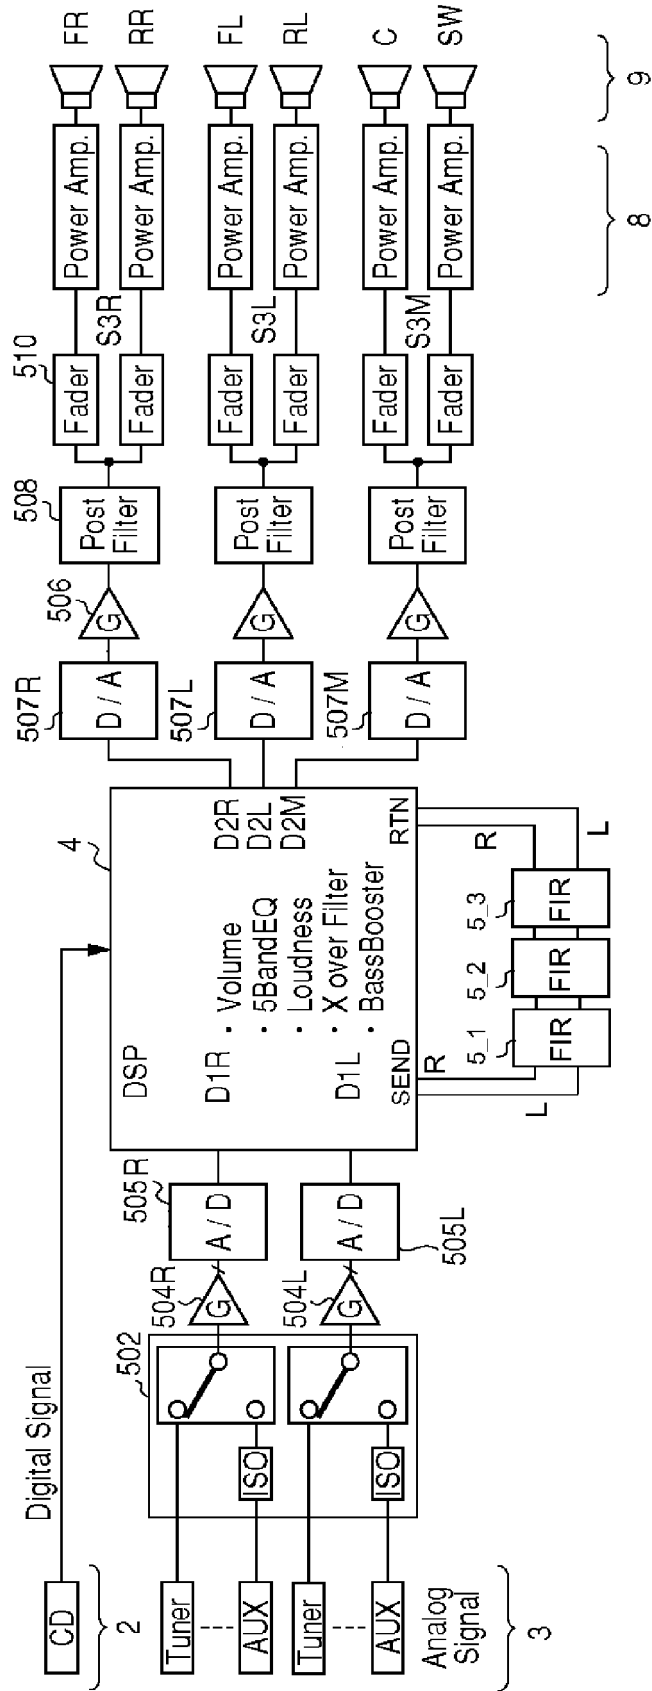 CD
2
Digital Signal
Tuner
AUX
Tuner
AUX
Analog
Signal
3
ISO
ISO
502
504R
G
504L
G
505R
A / D
A / D
505L
4
DSP
D1R
D1L
• Volume
• 5BandEQ
• Loudness
• X over Filter
• BassBooster
D2R
D2L
D2M
SEND
RTN
R
L
5_1
FIR
5_2
FIR
5_3
FIR
R
L
507R
D / A
507L
D / A
507M
D / A
506
G
G
G
508
Post
Filter
Post
Filter
Post
Filter
510
Fader
Fader
Fader
Fader
Fader
Fader
S3R
S3L
S3M
Power Amp.
Power Amp.
Power Amp.
Power Amp.
Power Amp.
Power Amp.
8
FR
RR
FL
RL
C
SW
9